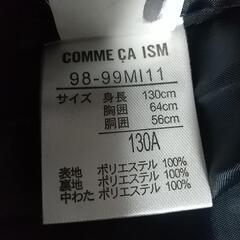 COMME ÇA ISM
98-99MI11
サイズ 身長 130cm
胸囲 64cm
胴囲 56cm
130A
表地 ポリエステル 100%
裏地 ポリエステル 100%
中わた ポリエステル 100%